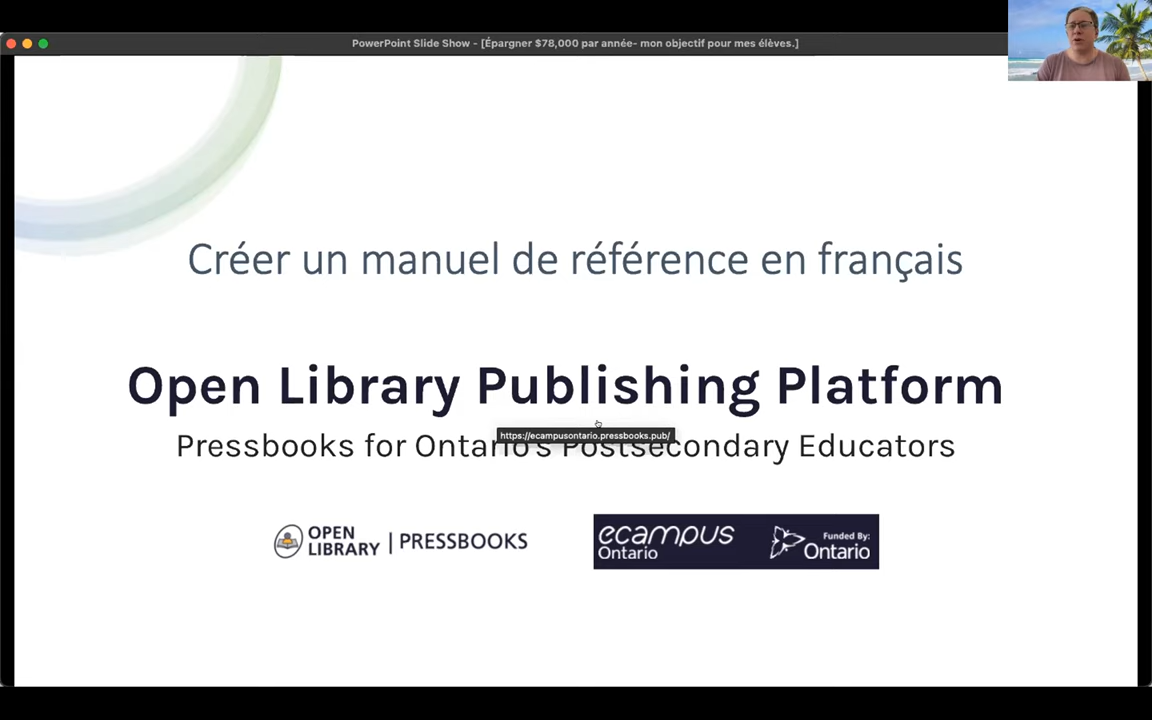 PowerPoint Slide Show - [Épargner $78,000 par année- mon objectif pour mes élèves.]
Créer un manuel de référence en français
Open Library Publishing Platform
https://ecampusontario.pressbooks.pub/
Pressbooks for Ontario's Postsecondary Educators
OPEN LIBRARY | PRESSBOOKS
ecampus Ontario
Funded By: Ontario